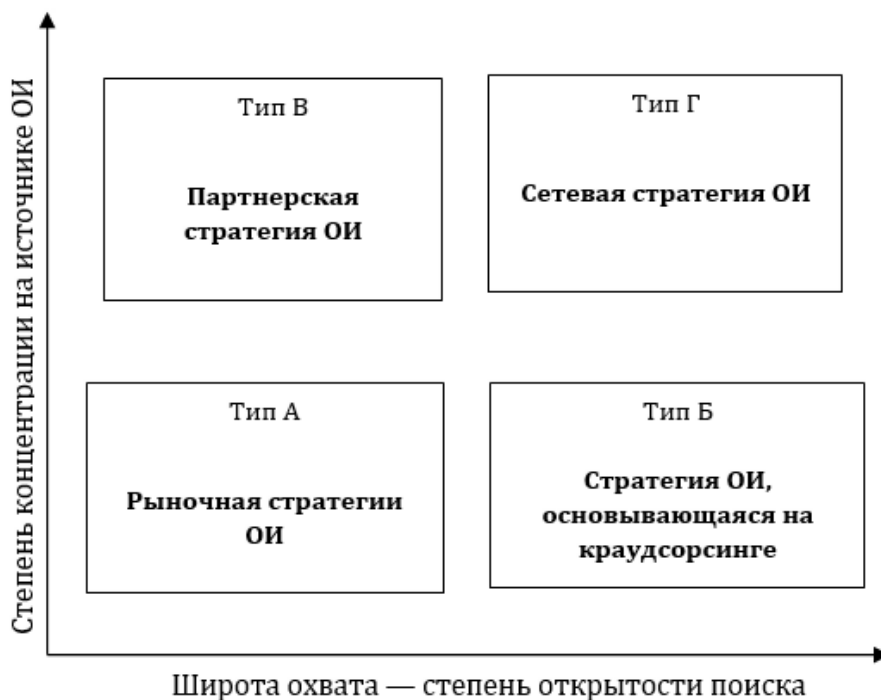 Степень концентрации на источнике ОИ
Тип В
Партнерская
стратегия ОИ
Тип Г
Сетевая стратегия ОИ
Тип А
Рыночная стратегии
ОИ
Тип Б
Стратегия ОИ,
основывающаяся на
краудсорсинге
Широта охвата — степень открытости поиска